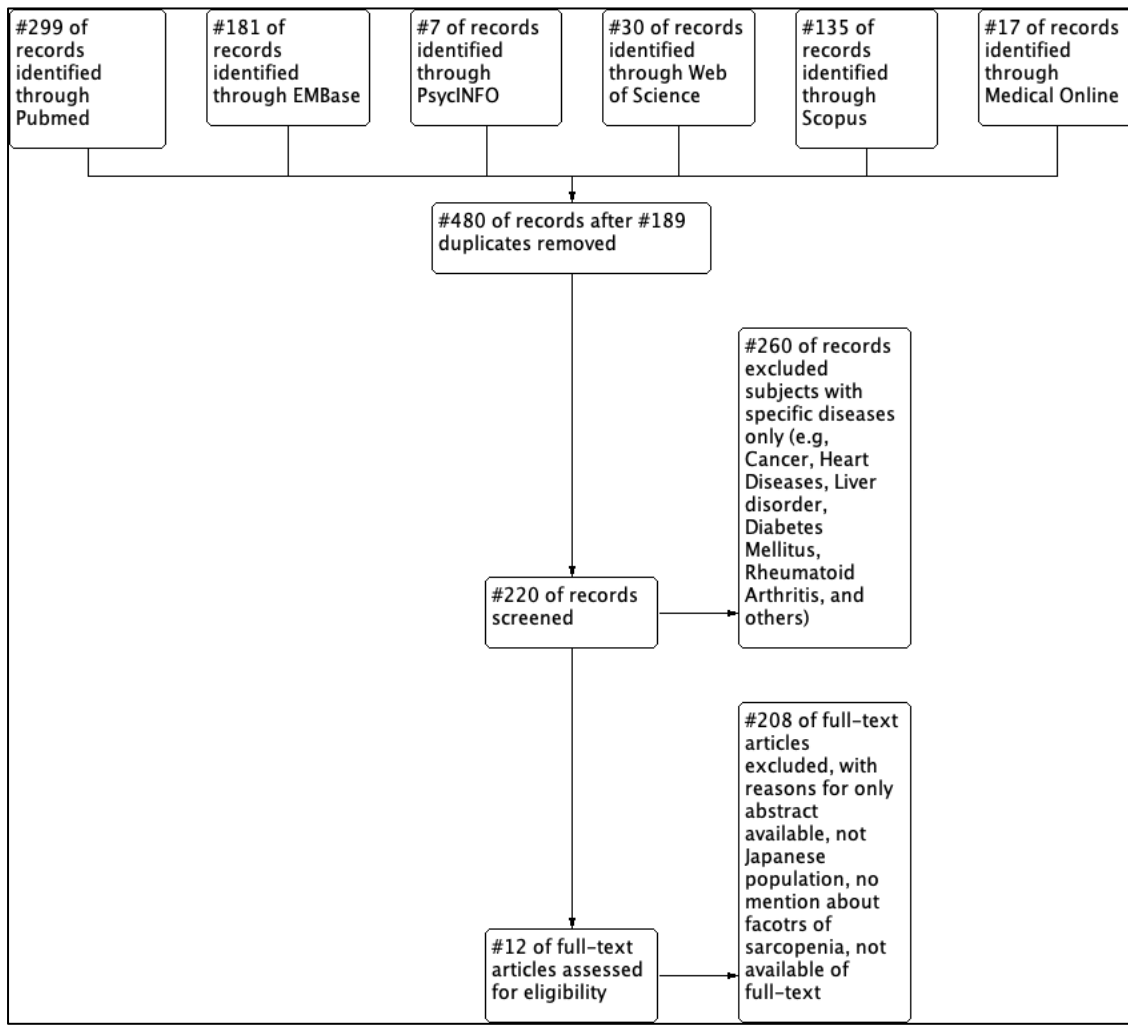 #299 of
records
identified
through
Pubmed
#181 of
records
identified
through EMBase
#7 of records
identified
through
PsycINFO
#30 of records
identified
through Web
of Science
#135 of
records
identified
through
Scopus
#17 of records
identified
through
Medical Online
#480 of records after #189
duplicates removed
#260 of records
excluded
subjects with
specific diseases
only (e.g,
Cancer, Heart
Diseases, Liver
disorder,
Diabetes
Mellitus,
Rheumatoid
Arthritis, and
others)
#220 of records
screened
#208 of full-text
articles
excluded, with
reasons for only
abstract
available, not
Japanese
population, no
mention about
facotrs of
sarcopenia, not
available of
full-text
#12 of full-text
articles assessed
for eligibility